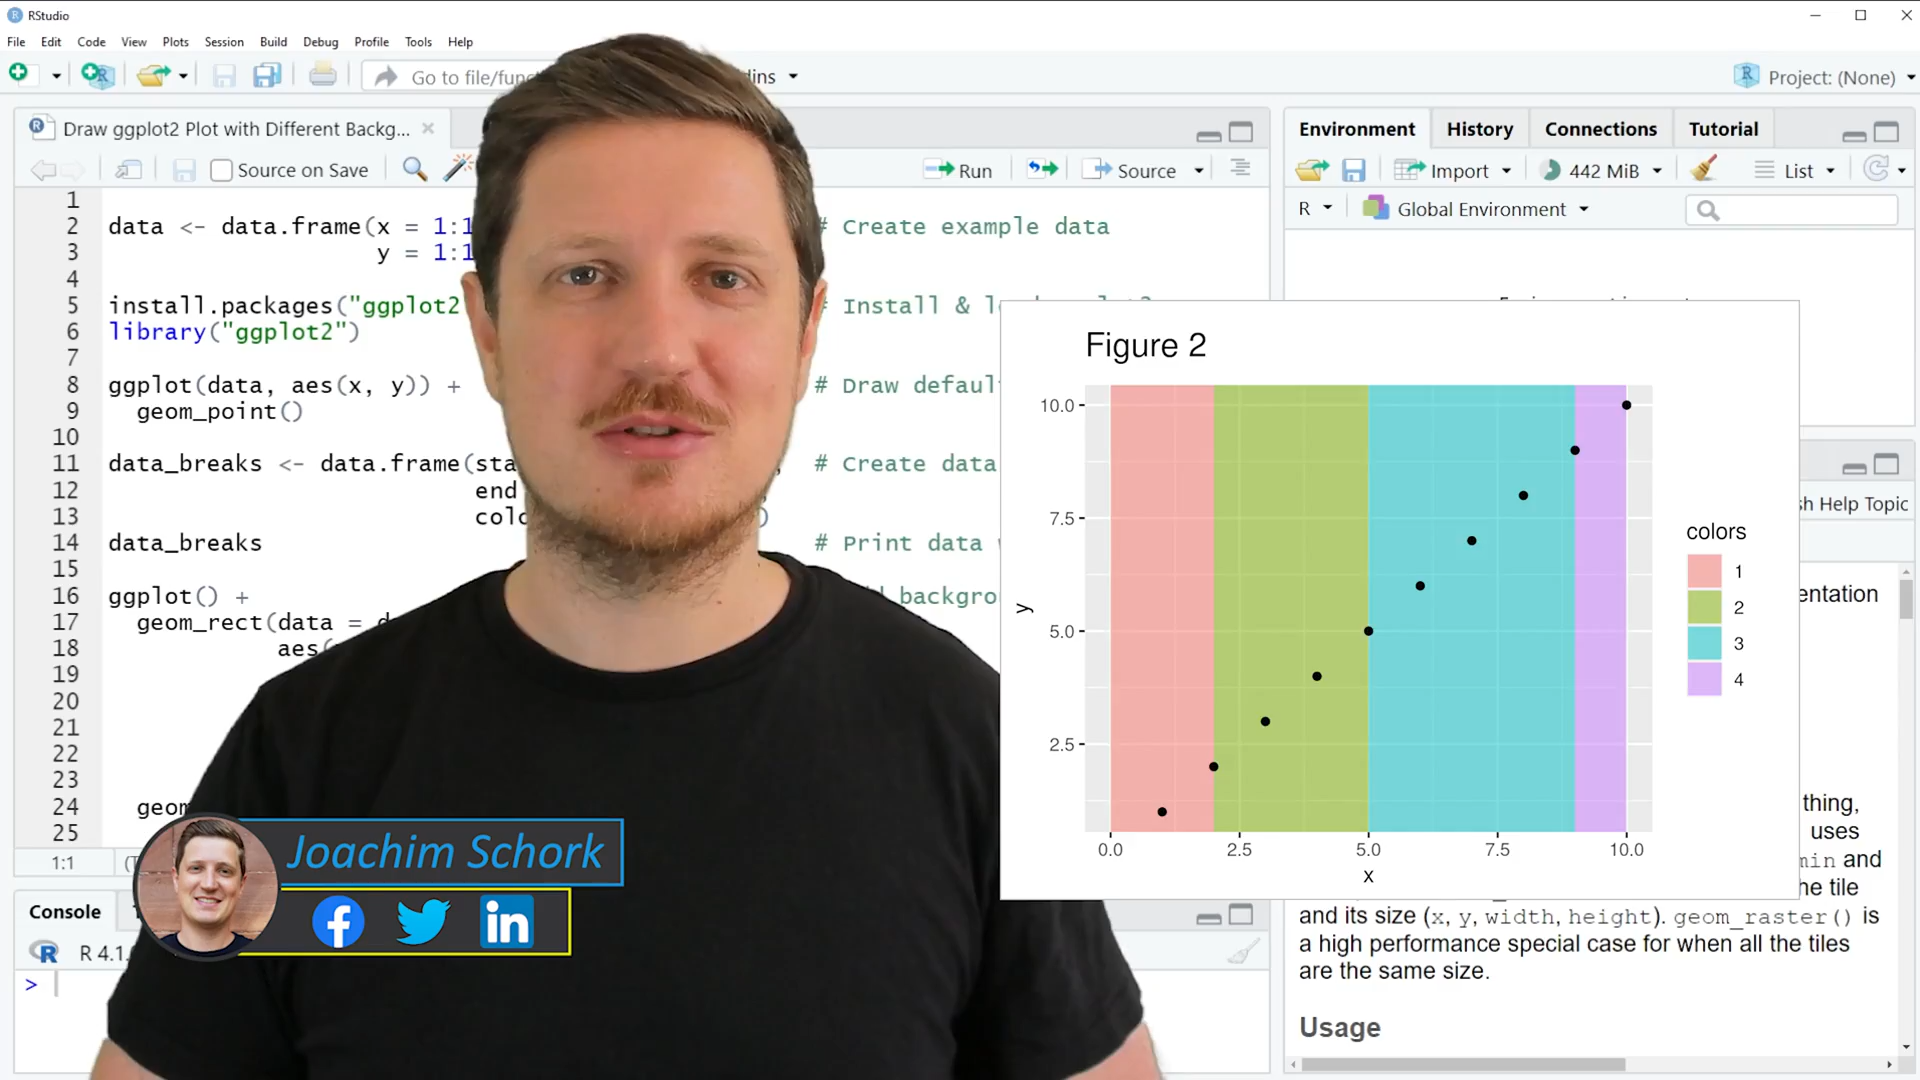 RStudio
File Edit Code View Plots Session Build Debug Profile Tools Help
Go to file/func
dins
Project: (None)
Draw ggplot2 Plot with Different Backg...
Source on Save
Run
Source
1
2 data <- data.frame(x = 1:1 # Create example data
3 y = 1:1
4
5 install.packages("ggplot2 # Install & l
6 library("ggplot2")
7
8 ggplot(data, aes(x, y)) + # Draw defaul
9 geom_point()
10
11 data_breaks <- data.frame(sta , # Create data
12 end
13 colo )
14 data_breaks # Print data
15
16 ggplot() + backgro
17 geom_rect(data = d
18 aes(
19
20
21
22
23
24 geom
25
1:1
Console
R 4.1.
>
Joachim Schork
in
Environment History Connections Tutorial
Import 442 MiB List
R Global Environment
Figure 2
10.0
7.5
5.0
2.5
y
0.0 2.5 5.0 7.5 10.0
x
colors
1
2
3
4
sh Help Topic
entation
thing,
uses
min and
he tile
and its size (x, y, width, height). geom_raster() is
a high performance special case for when all the tiles
are the same size.
Usage